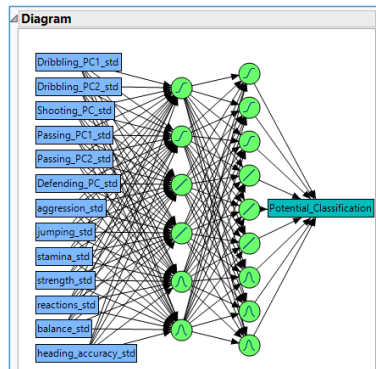 Diagram
Dribbling_PC1_std
Dribbling_PC2_std
Shooting_PC_std
Passing_PC1_std
Passing_PC2_std
Defending_PC_std
aggression_std
jumping_std
stamina_std
strength_std
reactions_std
balance_std
heading_accuracy_std
Potential_Classification